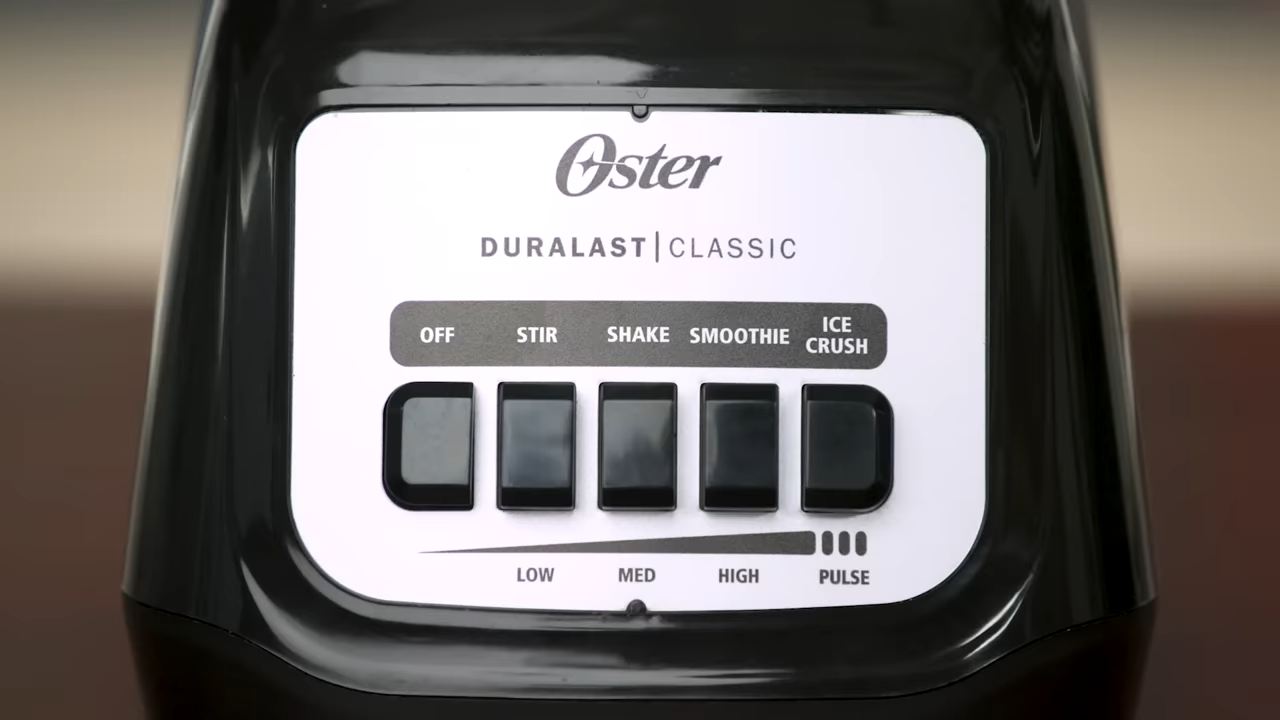 Oster
DURALAST|CLASSIC
OFF STIR SHAKE SMOOTHIE ICE CRUSH
LOW MED HIGH PULSE